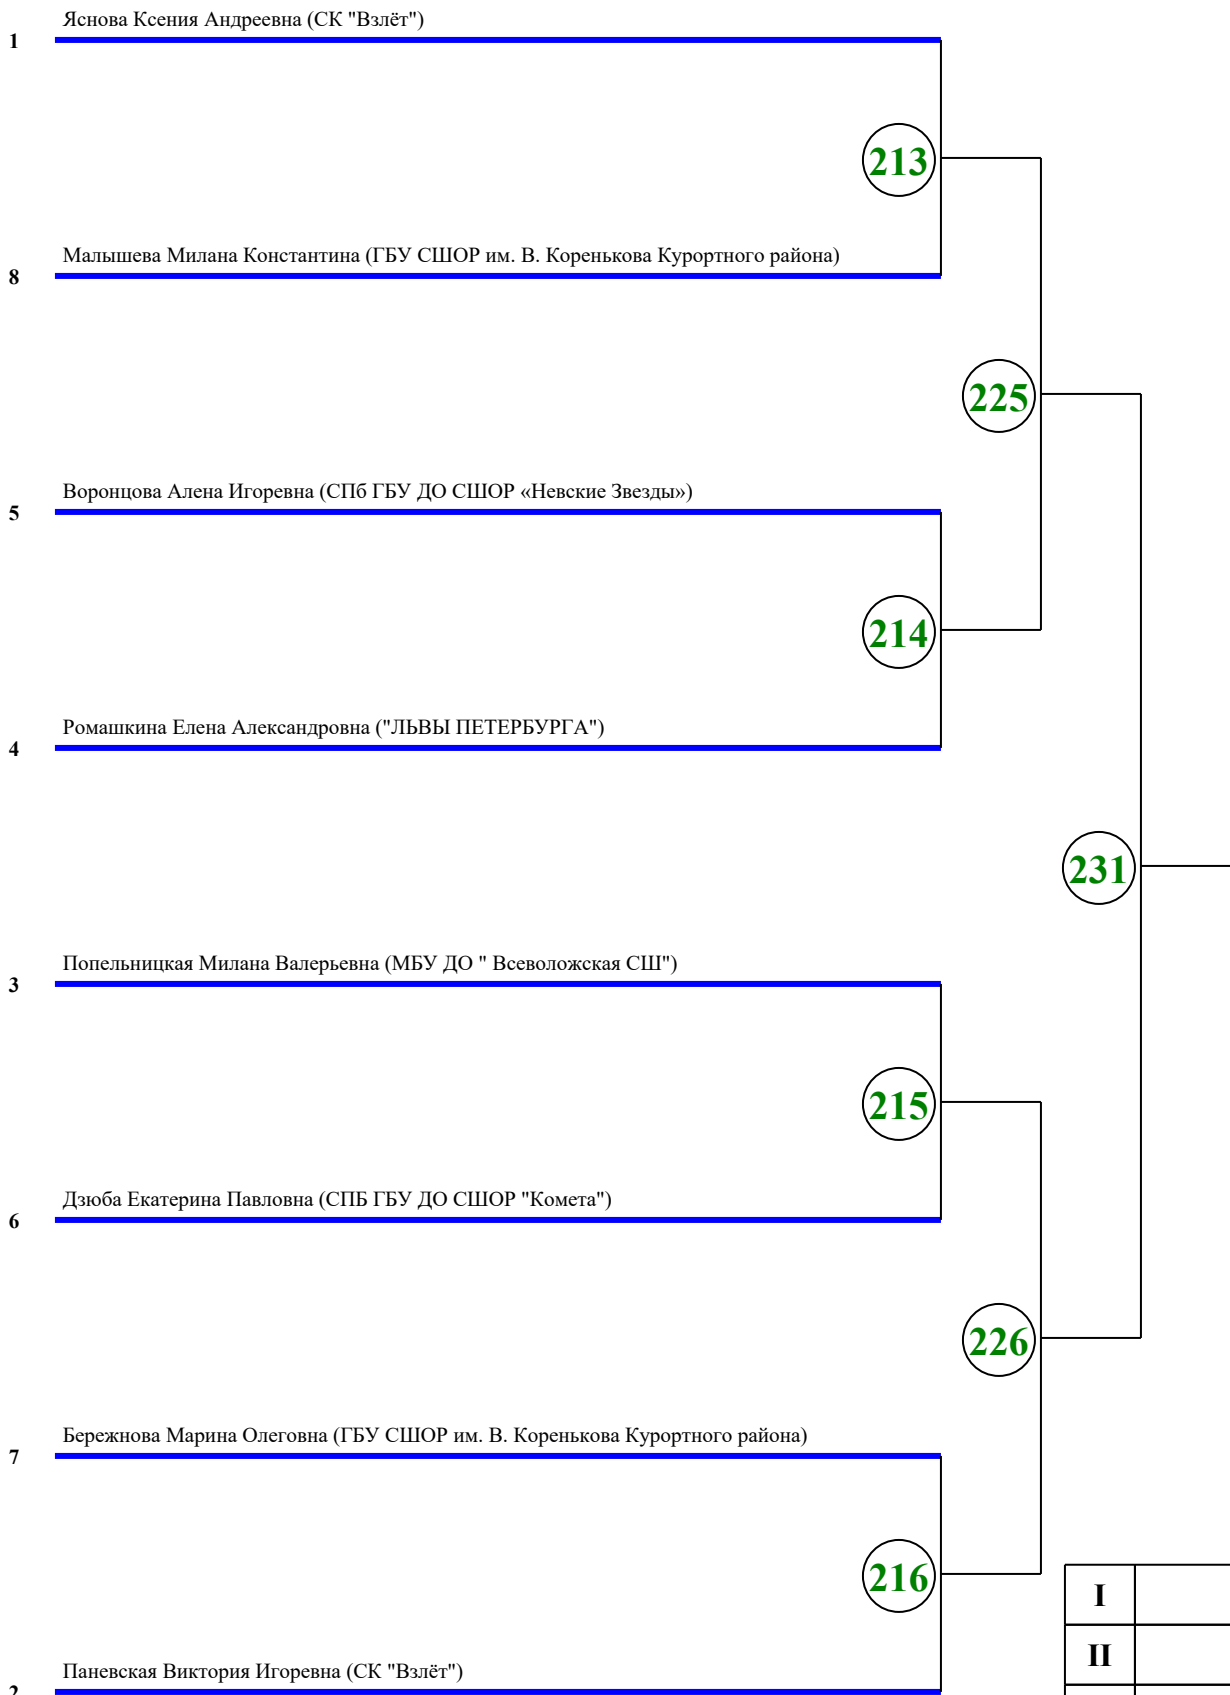 Яснова Ксения Андреевна (СК "Взлёт")
1
213
Малышева Милана Константина (ГБУ СШОР им. В. Коренькова Курортного района)
8
225
Воронцова Алена Игоревна (СПб ГБУ ДО СШОР «Невские Звезды»)
5
214
Ромашкина Елена Александровна ("ЛЬВЫ ПЕТЕРБУРГА")
4
231
Попельницкая Милана Валерьевна (МБУ ДО " Всеволожская СШ")
3
215
Дзюба Екатерина Павловна (СПБ ГБУ ДО СШОР "Комета")
6
226
Бережнова Марина Олеговна (ГБУ СШОР им. В. Коренькова Курортного района)
7
216
I
II
Паневская Виктория Игоревна (СК "Взлёт")
2